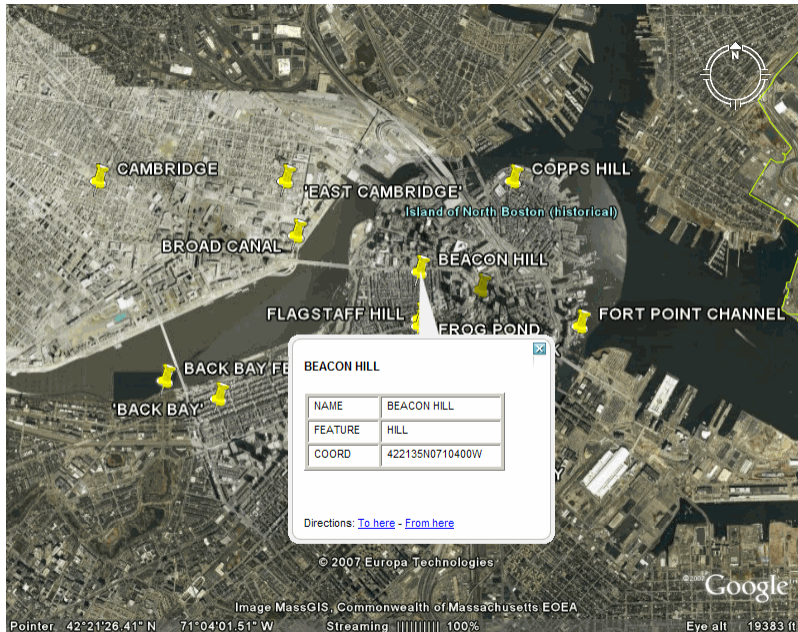 N
CAMBRIDGE
COPPS HILL
'EAST CAMBRIDGE'
Island of North Boston (historical)
BROAD CANAL
BEACON HILL
FLAGSTAFF HILL
FORT POINT CHANNEL
FROG POND
K
BACK BAY FE
'BACK BAY'
BEACON HILL
NAME BEACON HILL
FEATURE HILL
COORD 422135N0710400W
Y
Directions: To here - From here
© 2007 Europa Technologies
©2007 Google™
Image MassGIS, Commonwealth of Massachusetts EOEA
Pointer 42°21'26.41" N 71°04'01.51" W Streaming |||||||||| 100% Eye alt 19383 ft